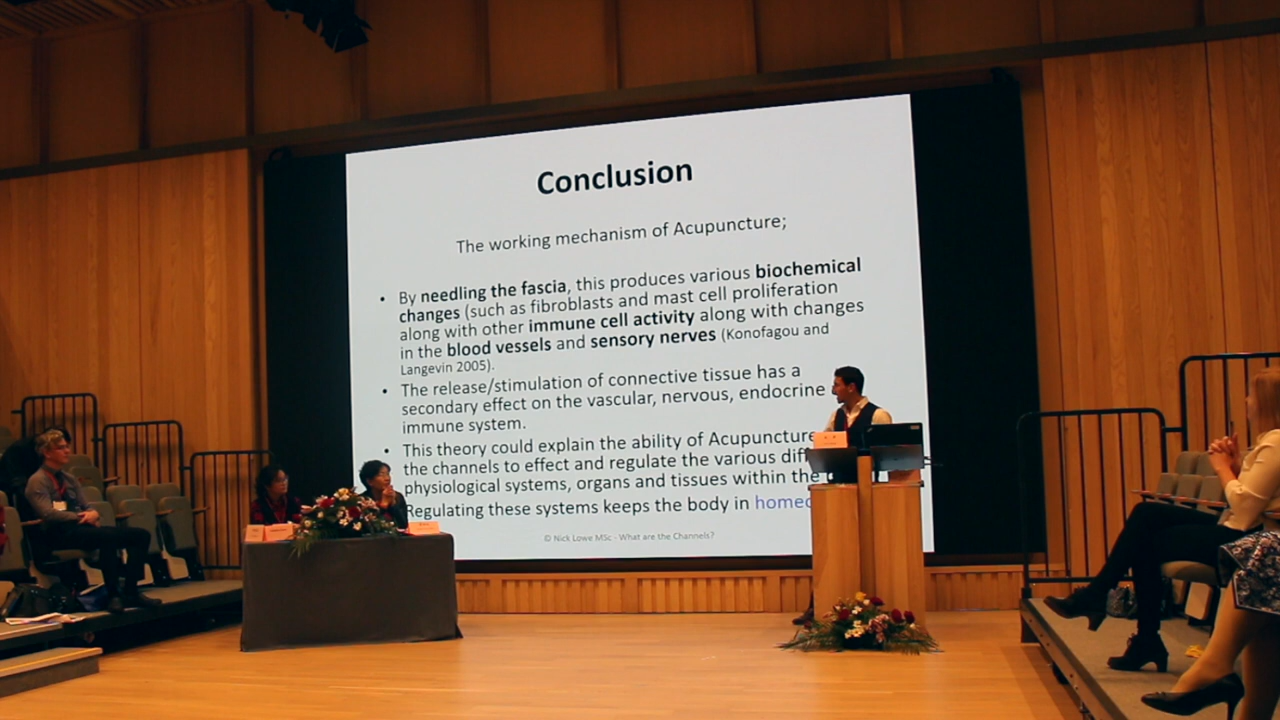 Conclusion
The working mechanism of Acupuncture;
• By needling the fascia, this produces various biochemical
changes (such as fibroblasts and mast cell proliferation
along with other immune cell activity along with changes
in the blood vessels and sensory nerves (Konofagou and
Langevin 2005).
• The release/stimulation of connective tissue has a
secondary effect on the vascular, nervous, endocrine
immune system.
• This theory could explain the ability of Acupuncture
the channels to effect and regulate the various
physiological systems, organs and tissues within the
Regulating these systems keeps the body in
© Nick Lowe MSc - What are the Channels?